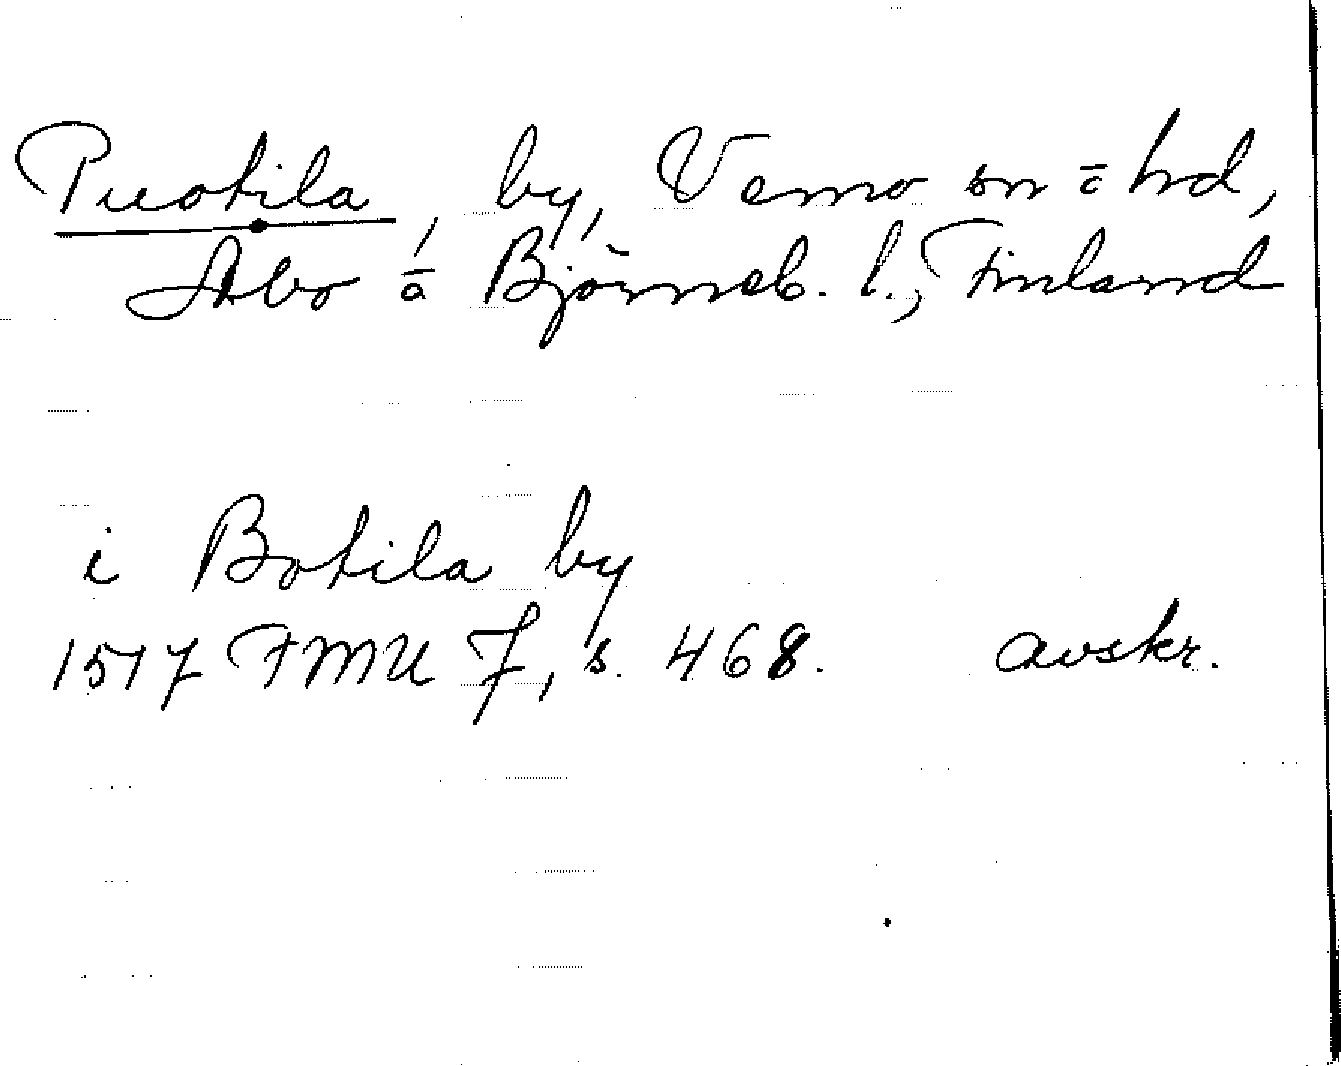 Puotila, by, Vemo sn o hd,
Åbo o Björneb. l., Finland
i Botila by
1517 FMU 7, s. 468. avskr.